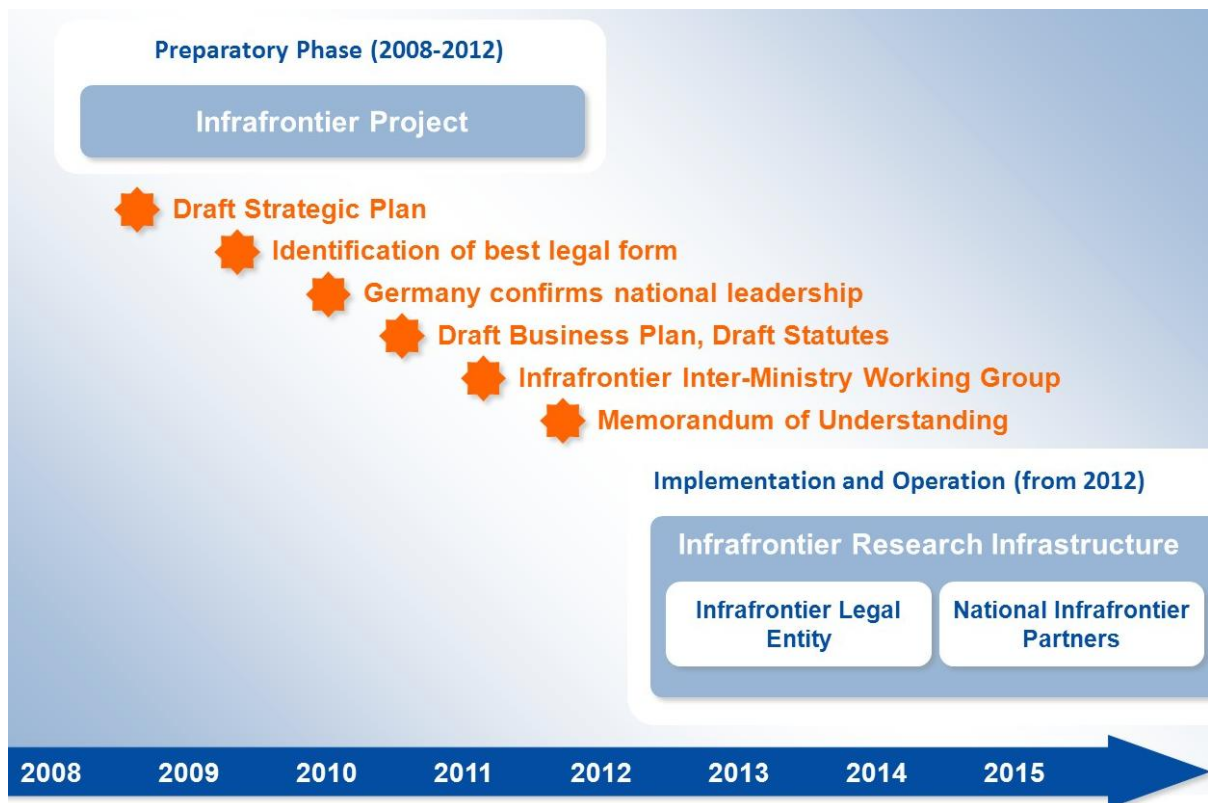 Preparatory Phase (2008-2012)
Infrafrontier Project
Draft Strategic Plan
Identification of best legal form
Germany confirms national leadership
Draft Business Plan, Draft Statutes
Infrafrontier Inter-Ministry Working Group
Memorandum of Understanding
Implementation and Operation (from 2012)
Infrafrontier Research Infrastructure
Infrafrontier Legal
Entity
National Infrafrontier
Partners
2008 2009 2010 2011 2012 2013 2014 2015